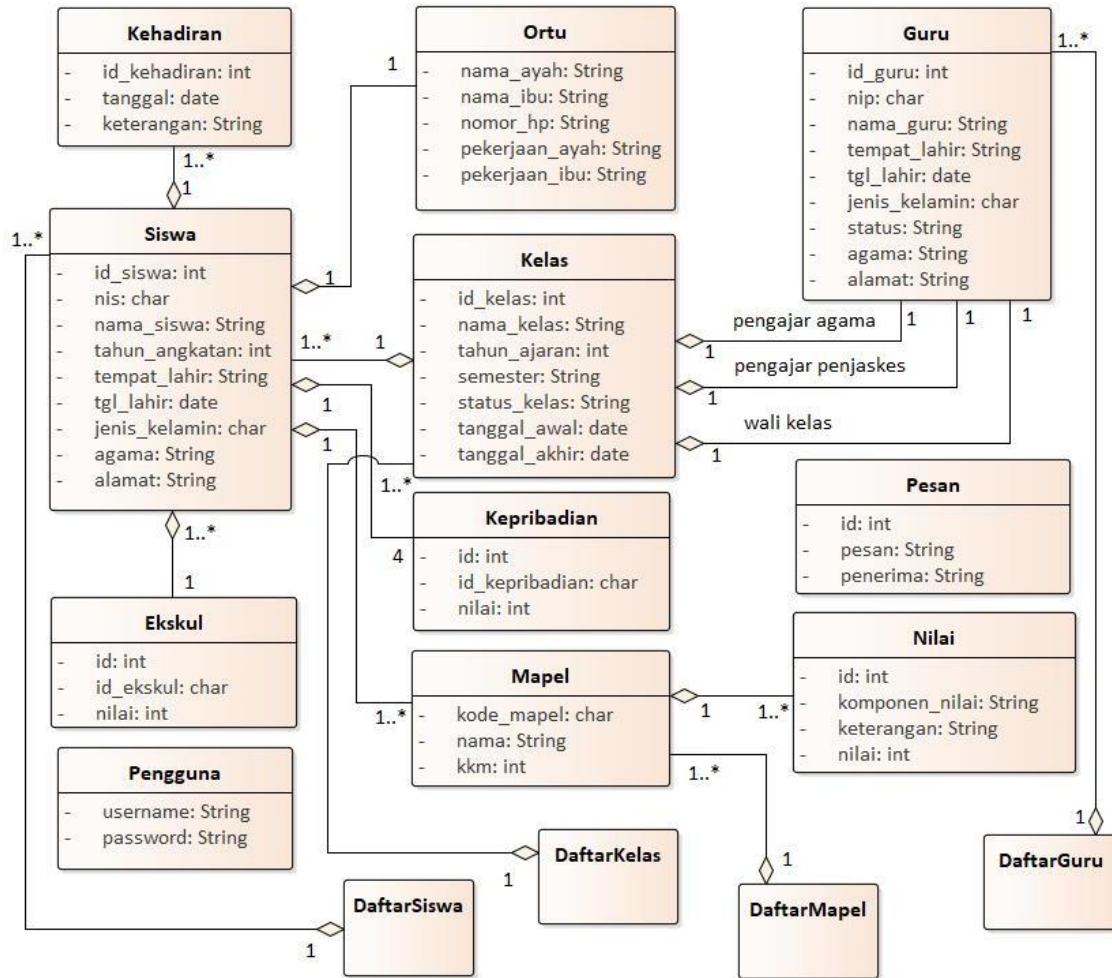 Kehadiran
- id_kehadiran: int
- tanggal: date
- keterangan: String
1..*
1
Ortu
- nama_ayah: String
- nama_ibu: String
- nomor_hp: String
- pekerjaan_ayah: String
- pekerjaan_ibu: String
1
1
Guru
- id_guru: int
- nip: char
- nama_guru: String
- tempat_lahir: String
- tgl_lahir: date
- jenis_kelamin: char
- status: String
- agama: String
- alamat: String
1..*
Siswa
- id_siswa: int
- nis: char
- nama_siswa: String
- tahun_angkatan: int
- tempat_lahir: String
- tgl_lahir: date
- jenis_kelamin: char
- agama: String
- alamat: String
1..*
1..*
1
1
1
Kelas
- id_kelas: int
- nama_kelas: String
- tahun_ajaran: int
- semester: String
- status_kelas: String
- tanggal_awal: date
- tanggal_akhir: date
1..*
pengajar agama
1
1
pengajar penjaskes
1
1
wali kelas
1
1
Kepribadian
- id: int
- id_kepribadian: char
- nilai: int
4
Pesan
- id: int
- pesan: String
- penerima: String
1..*
1
Ekskul
- id: int
- id_ekskul: char
- nilai: int
Mapel
- kode_mapel: char
- nama: String
- kkm: int
1..*
1
1..*
1..*
Nilai
- id: int
- komponen_nilai: String
- keterangan: String
- nilai: int
Pengguna
- username: String
- password: String
DaftarKelas
1
DaftarGuru
1
DaftarSiswa
1
DaftarMapel
1